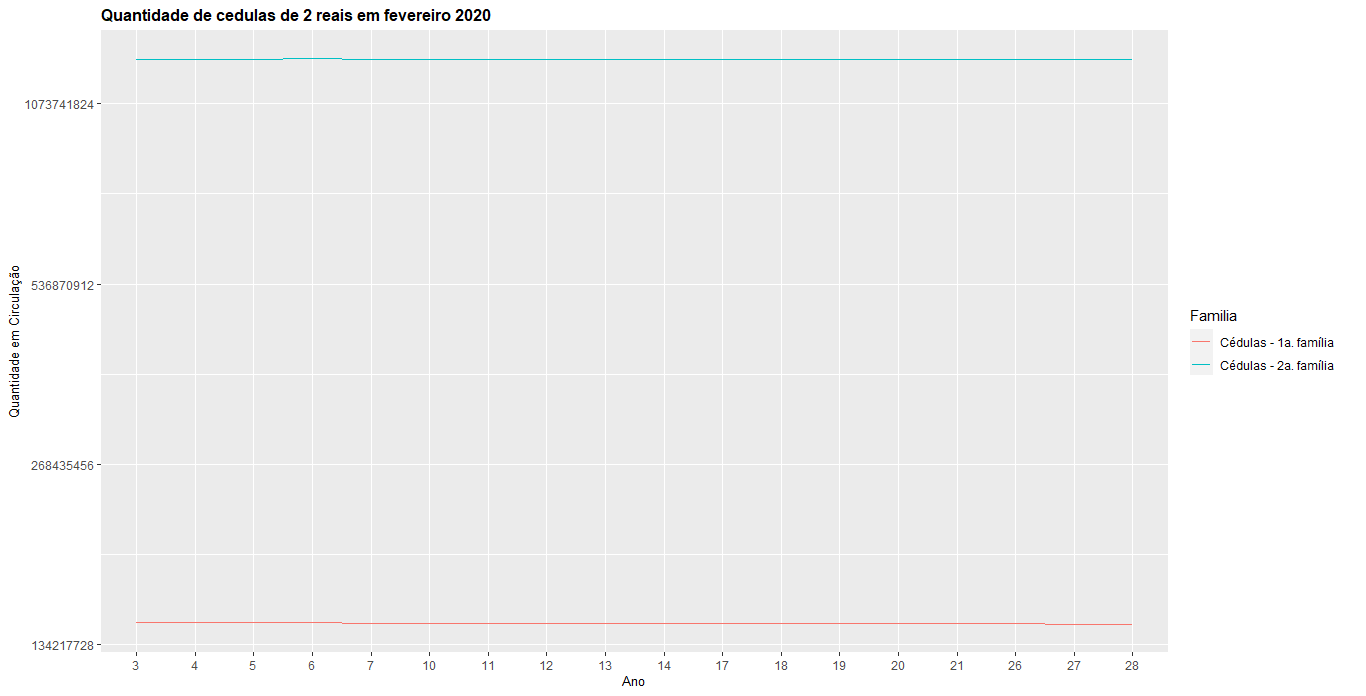 Quantidade de cedulas de 2 reais em fevereiro 2020
Quantidade em Circulação
1073741824
536870912
268435456
134217728
3 4 5 6 7 10 11 12 13 14 17 18 19 20 21 26 27 28
Ano
Familia
Cédulas - 1a. família
Cédulas - 2a. família